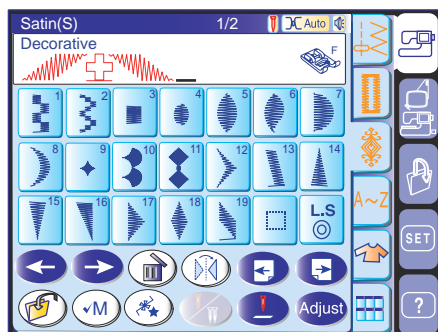 Satin(S) 1/2 Auto
Decorative F
1 2 3 4 5 6 7
8 9 10 11 12 13 14
15 16 17 18 19 L.S
A~Z
SET
✓M Adjust
?